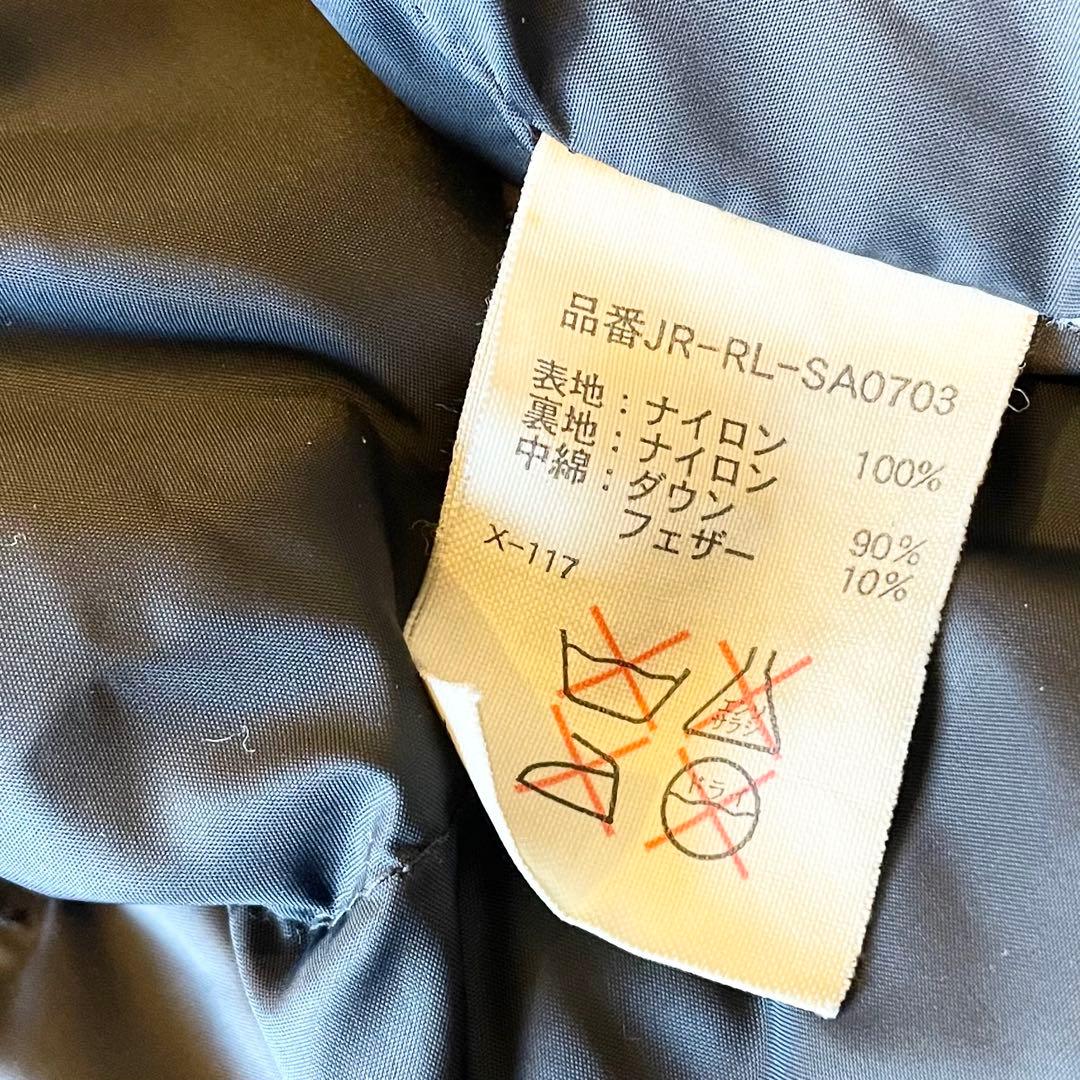 品番JR-RL-SA0703
表地:ナイロン 100%
裏地:ナイロン
中綿:ダウン 90%
フェザー 10%
X-117
エンソ
サラシ
ドライ